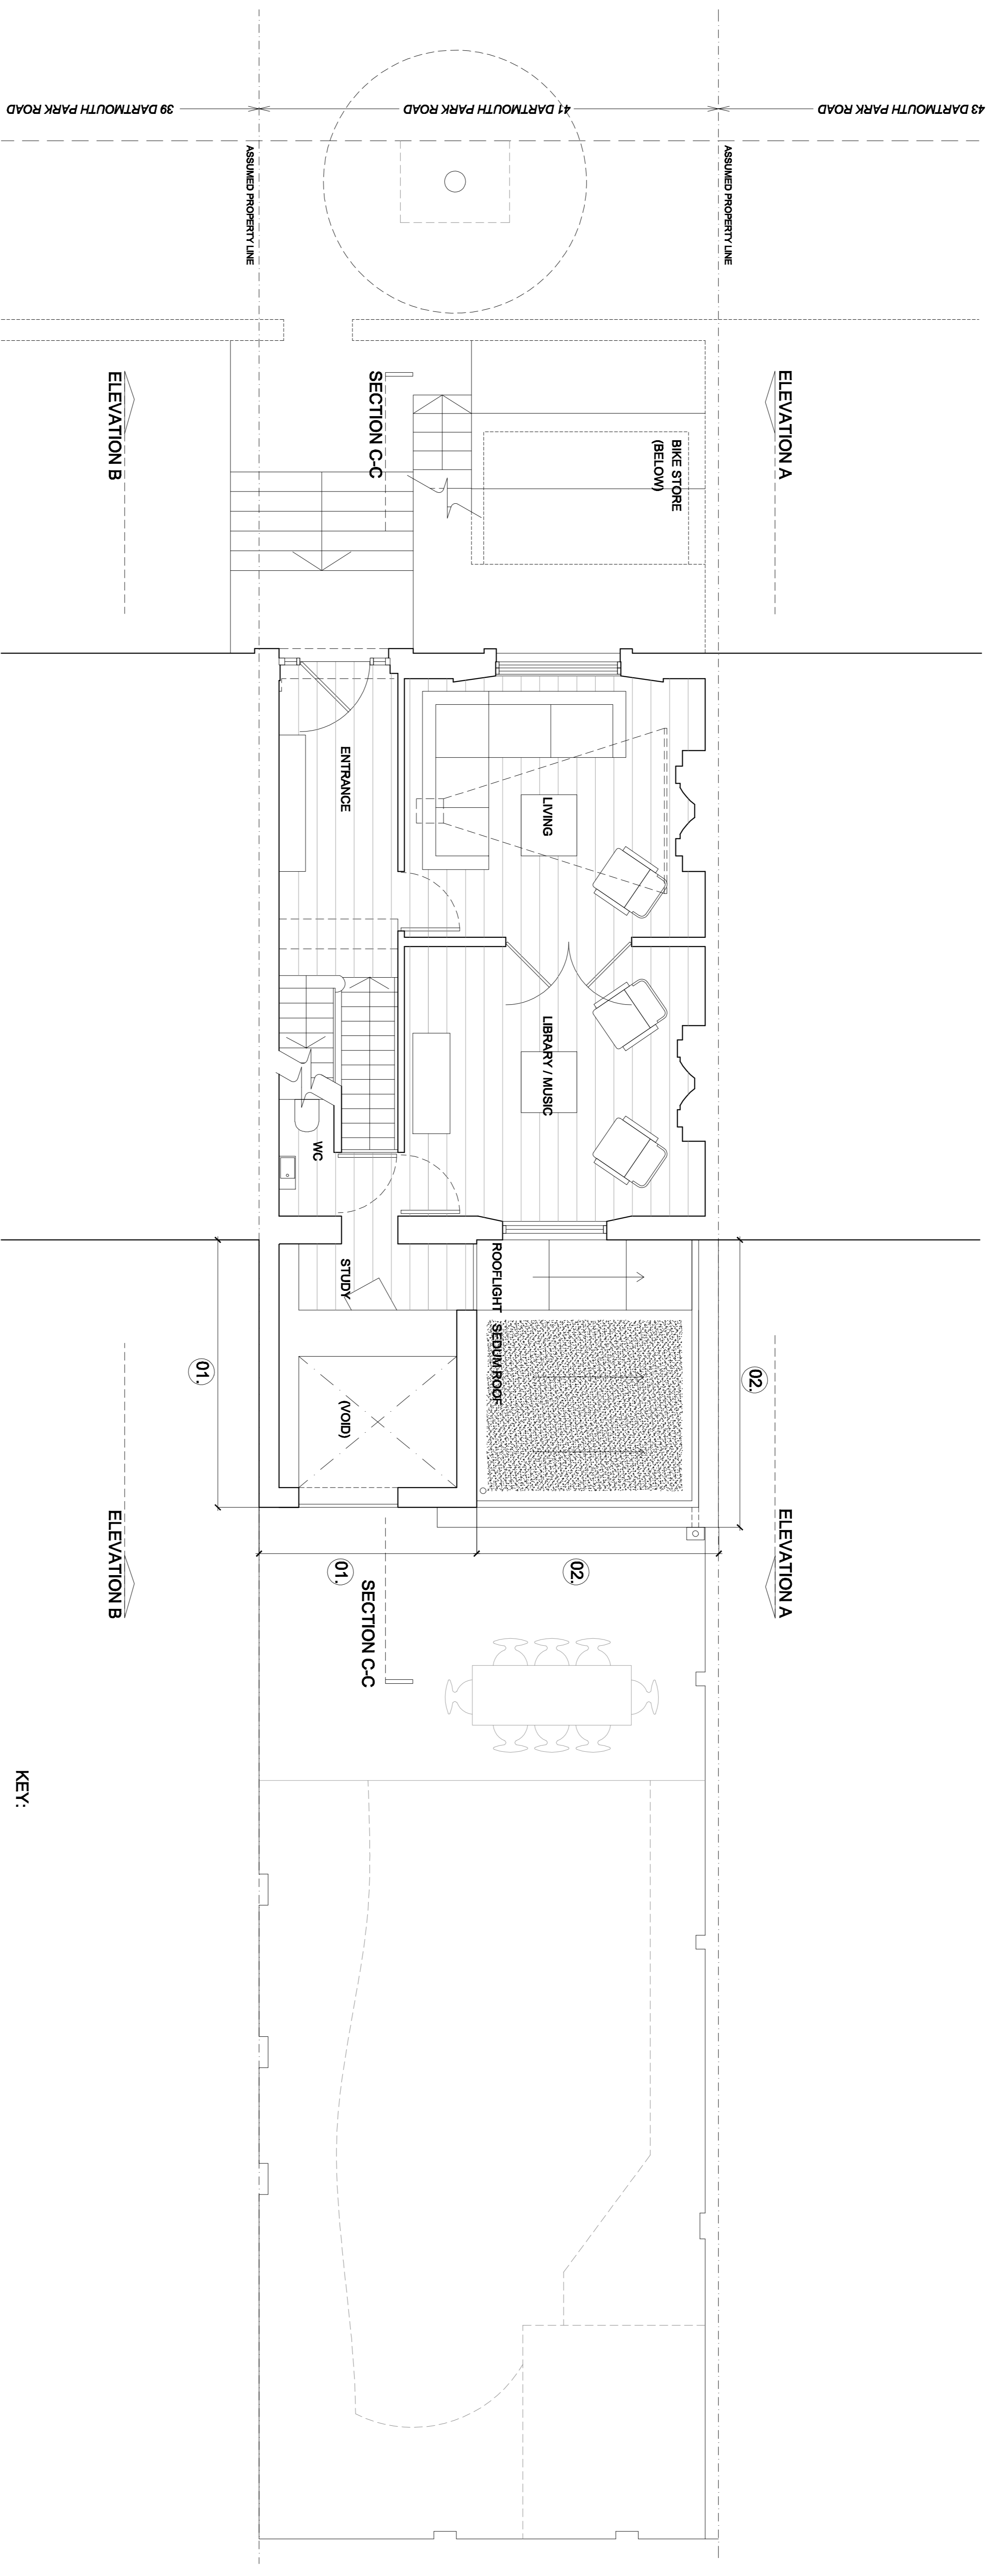 39 DARTMOUTH PARK ROAD
41 DARTMOUTH PARK ROAD
43 DARTMOUTH PARK ROAD
ASSUMED PROPERTY LINE
ASSUMED PROPERTY LINE
ELEVATION B
SECTION C-C
ELEVATION A
BIKE STORE
(BELOW)
ENTRANCE
LIVING
LIBRARY / MUSIC
WC
STUDY
ROOFLIGHT
SEDUM ROOF
(VOID)
01.
02.
01.
02.
ELEVATION B
SECTION C-C
ELEVATION A
KEY: